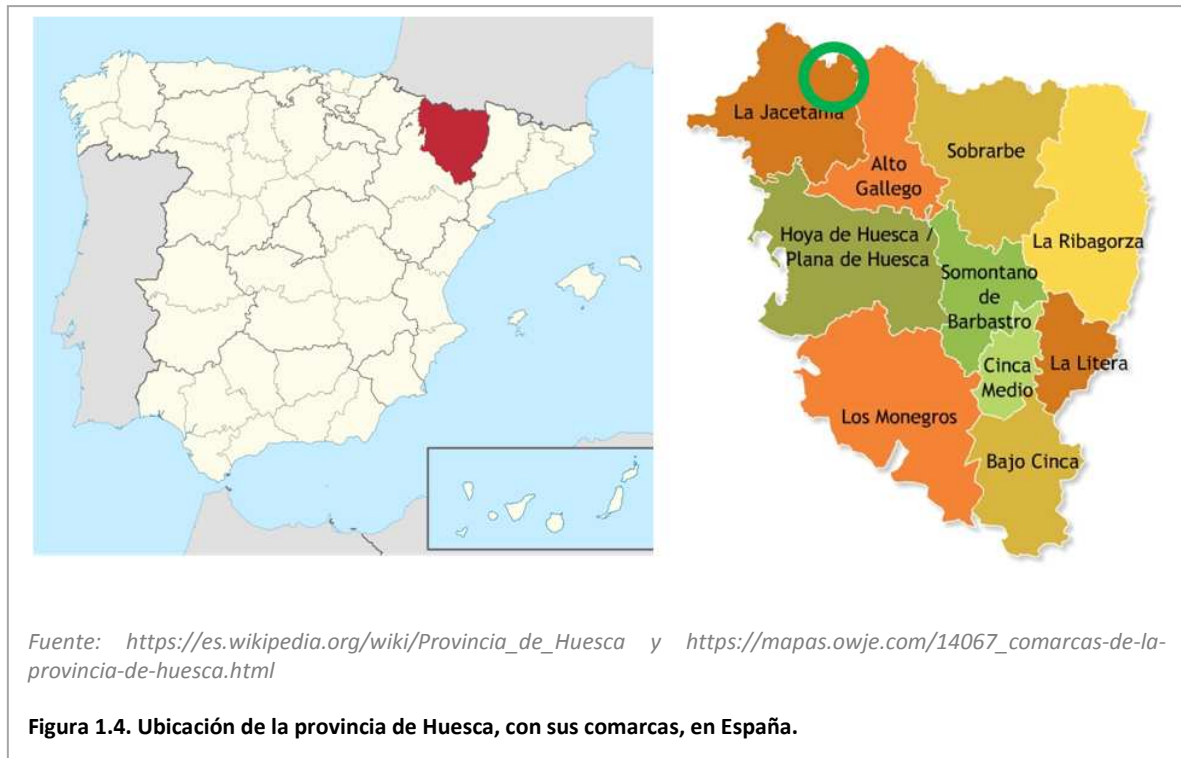 La Jacetania
Alto
Gallego
Sobrarbe
La Ribagorza
Hoya de Huesca /
Plana de Huesca
Somontano
de
Barbastro
Cinca
Medio
La Litera
Los Monegros
Bajo Cinca
Fuente: https://es.wikipedia.org/wiki/Provincia_de_Huesca y https://mapas.owje.com/14067_comarcas-de-la-
provincia-de-huesca.html
Figura 1.4. Ubicación de la provincia de Huesca, con sus comarcas, en España.